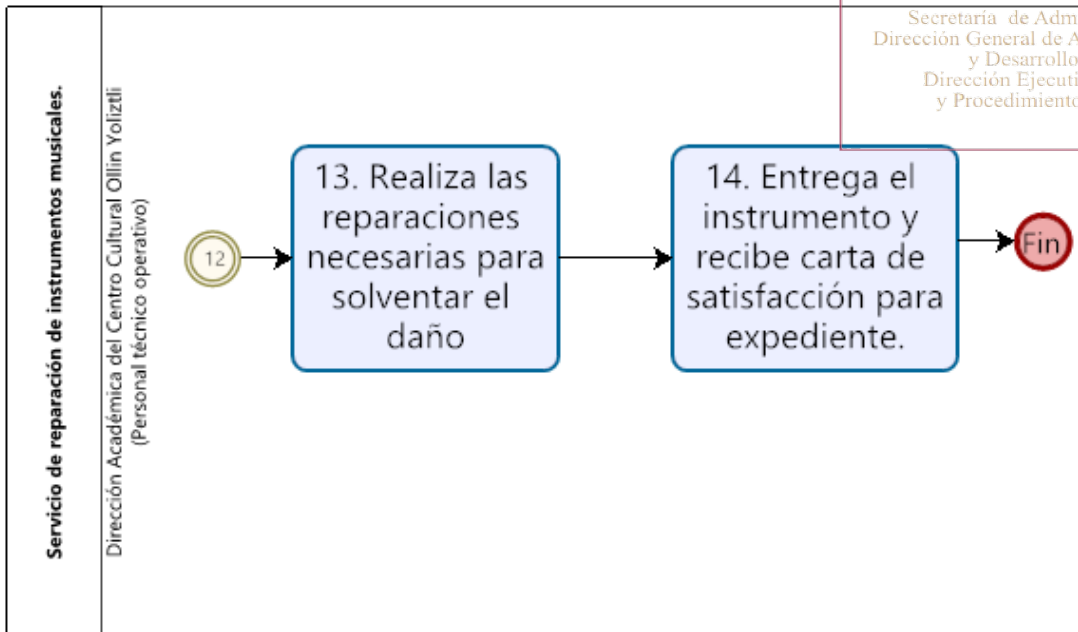 Secretaría de Adm
Dirección General de A
y Desarrollo
Dirección Ejecuti
y Procedimiento
Servicio de reparación de instrumentos musicales.
Dirección Académica del Centro Cultural Ollin Yoliztli
(Personal técnico operativo)
12
13. Realiza las
reparaciones
necesarias para
solventar el
daño
14. Entrega el
instrumento y
recibe carta de
satisfacción para
expediente.
Fin